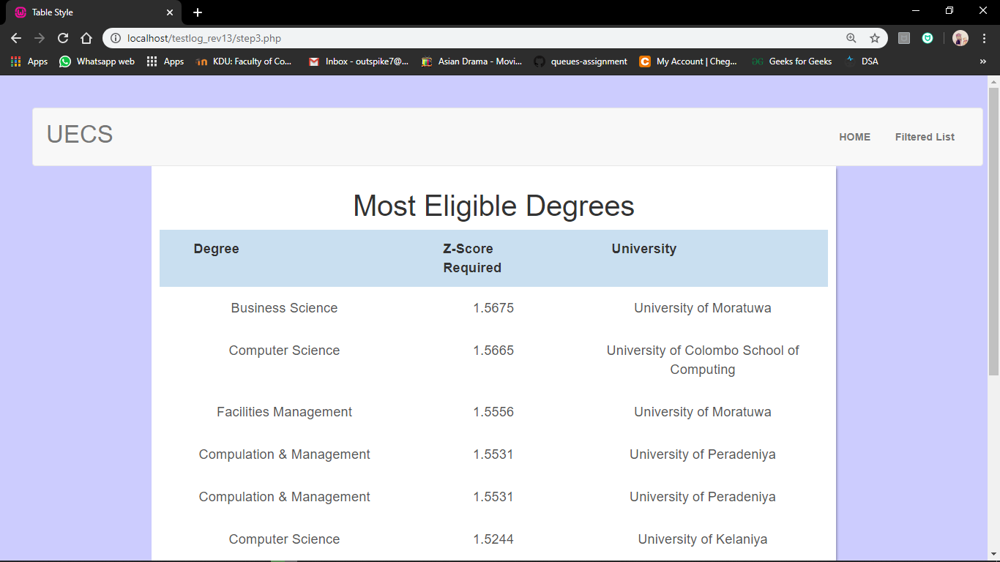 Table Style
localhost/testlog_rev13/step3.php
Apps Whatsapp web Apps KDU: Faculty of Co... Inbox - outspike7@... Asian Drama - Movi... queues-assignment My Account | Cheg... Geeks for Geeks DSA »
UECS HOME Filtered List
Most Eligible Degrees
Degree Z-Score Required University
Business Science 1.5675 University of Moratuwa
Computer Science 1.5665 University of Colombo School of
Computing
Facilities Management 1.5556 University of Moratuwa
Compulation & Management 1.5531 University of Peradeniya
Compulation & Management 1.5531 University of Peradeniya
Computer Science 1.5244 University of Kelaniya